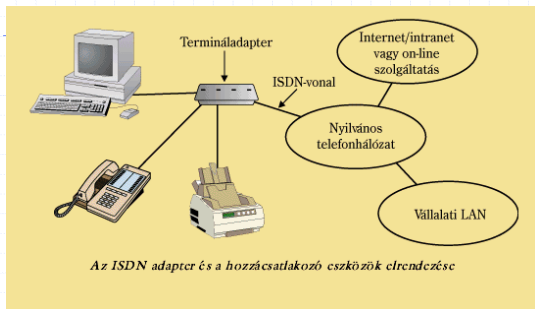 Termináladapter
ISDN-vonal
Internet/intranet
vagy on-line
szolgáltatás
Nyilvános
telefonhálózat
Vállalati LAN
Az ISDN adapter és a hozzácsatlakozó eszközök elrendezése